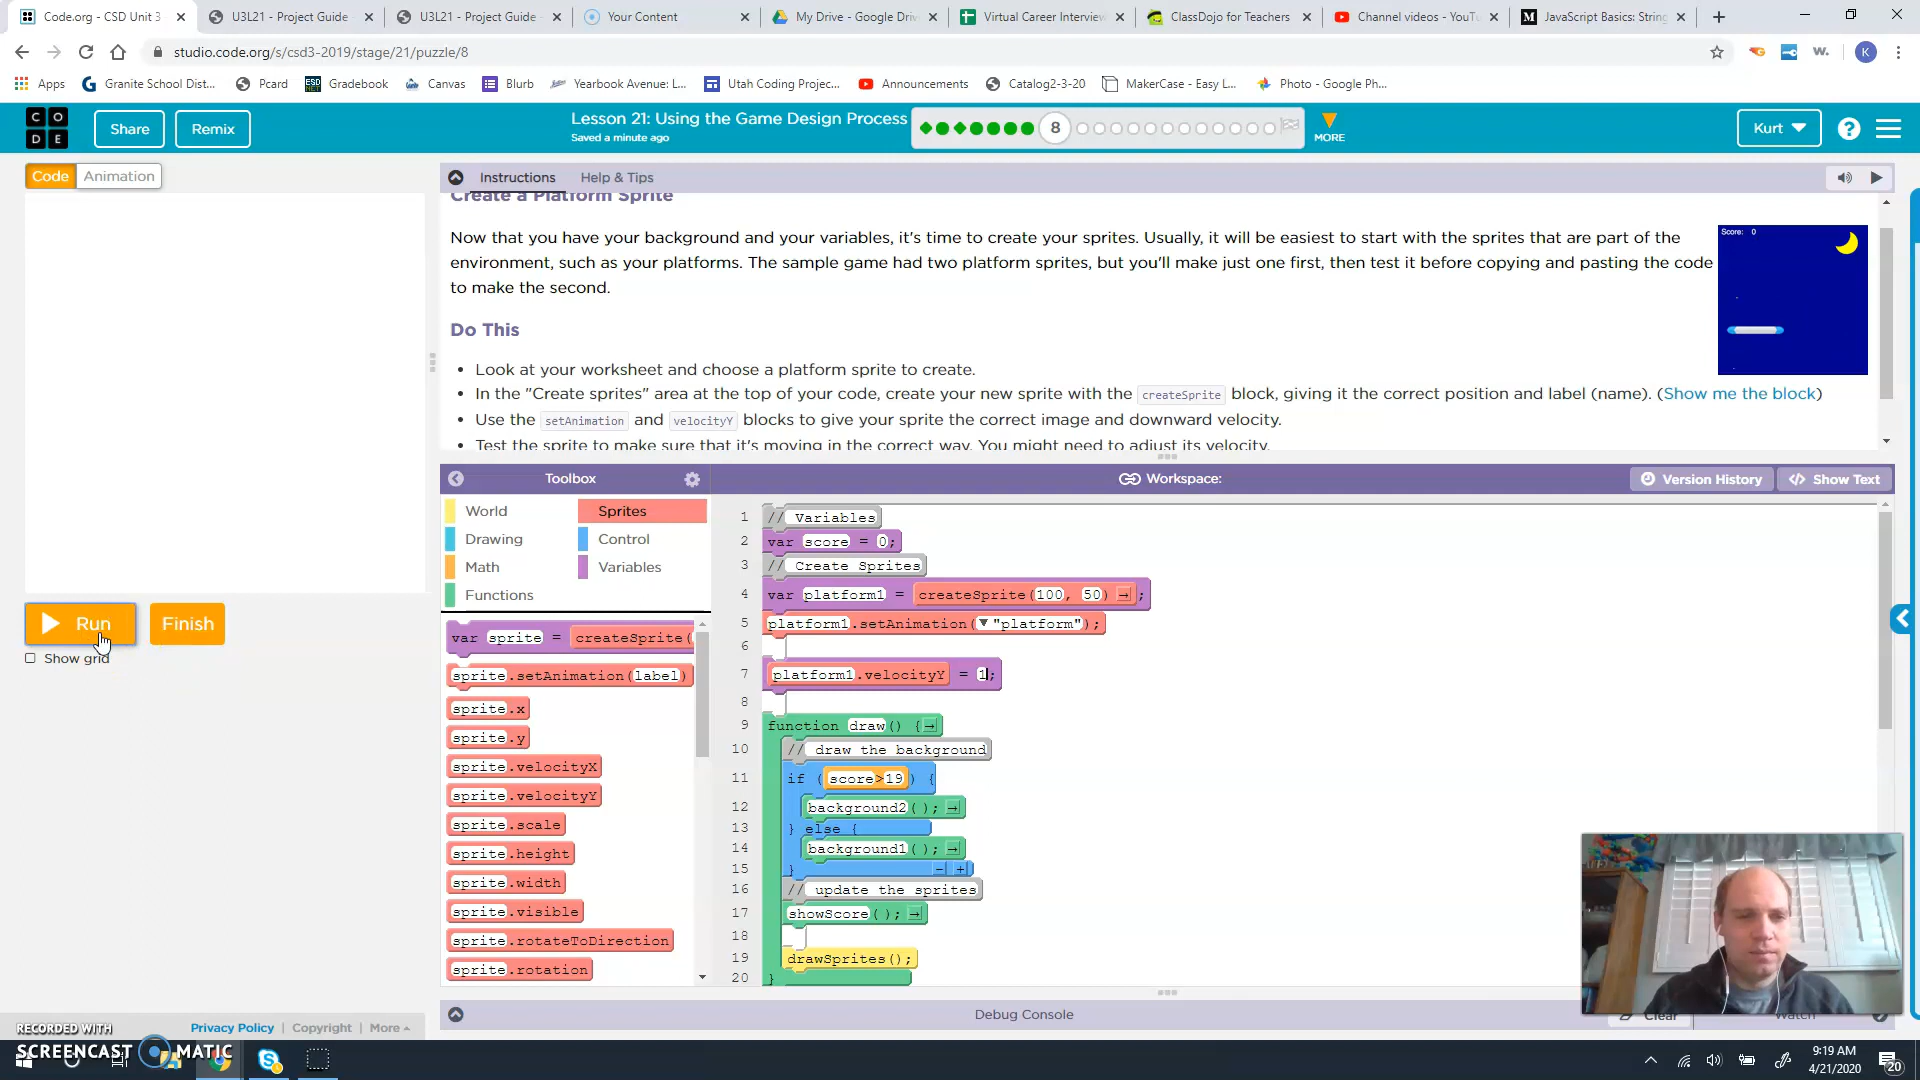 Code.org - CSD Unit 3
U3L21 - Project Guide
U3L21 - Project Guide
Your Content
My Drive - Google Driv
Virtual Career Interview
ClassDojo for Teachers
Channel videos - YouTu
JavaScript Basics: String
studio.code.org/s/csd3-2019/stage/21/puzzle/8
W.
K
Apps
Granite School Dist...
Pcard
Gradebook
Canvas
Blurb
Yearbook Avenue: L...
Utah Coding Projec...
Announcements
Catalog2-3-20
MakerCase - Easy L...
Photo - Google Ph...
C O
D E
Share
Remix
Lesson 21: Using the Game Design Process
Saved a minute ago
8
MORE
Kurt
?
Code
Animation
Instructions
Help & Tips
Create a Platform Sprite
Now that you have your background and your variables, it's time to create your sprites. Usually, it will be easiest to start with the sprites that are part of the
environment, such as your platforms. The sample game had two platform sprites, but you'll make just one first, then test it before copying and pasting the code
to make the second.
Score: 0
Do This
• Look at your worksheet and choose a platform sprite to create.
• In the "Create sprites" area at the top of your code, create your new sprite with the createSprite block, giving it the correct position and label (name). (Show me the block)
• Use the setAnimation and velocityY blocks to give your sprite the correct image and downward velocity.
• Test the sprite to make sure that it's moving in the correct way. You might need to adjust its velocity.
Run
Finish
Show grid
Toolbox
World
Sprites
Drawing
Control
Math
Variables
Functions
var sprite = createSprite(
sprite.setAnimation(label)
sprite.x
sprite.y
sprite.velocityX
sprite.velocityY
sprite.scale
sprite.height
sprite.width
sprite.visible
sprite.rotateToDirection
sprite.rotation
Workspace:
Version History
Show Text
1 // Variables
2 var score = 0;
3 // Create Sprites
4 var platform1 = createSprite(100, 50);
5 platform1.setAnimation("platform");
6
7 platform1.velocityY = 1;
8
9 function draw() {
10 // draw the background
11 if (score>19) {
12 background2();
13 } else {
14 background1();
15 }
16 // update the sprites
17 showScore();
18
19 drawSprites();
20 }
Debug Console
Clear
Watch
Privacy Policy | Copyright | More
RECORDED WITH
SCREENCAST MATIC
9:19 AM
4/21/2020
20